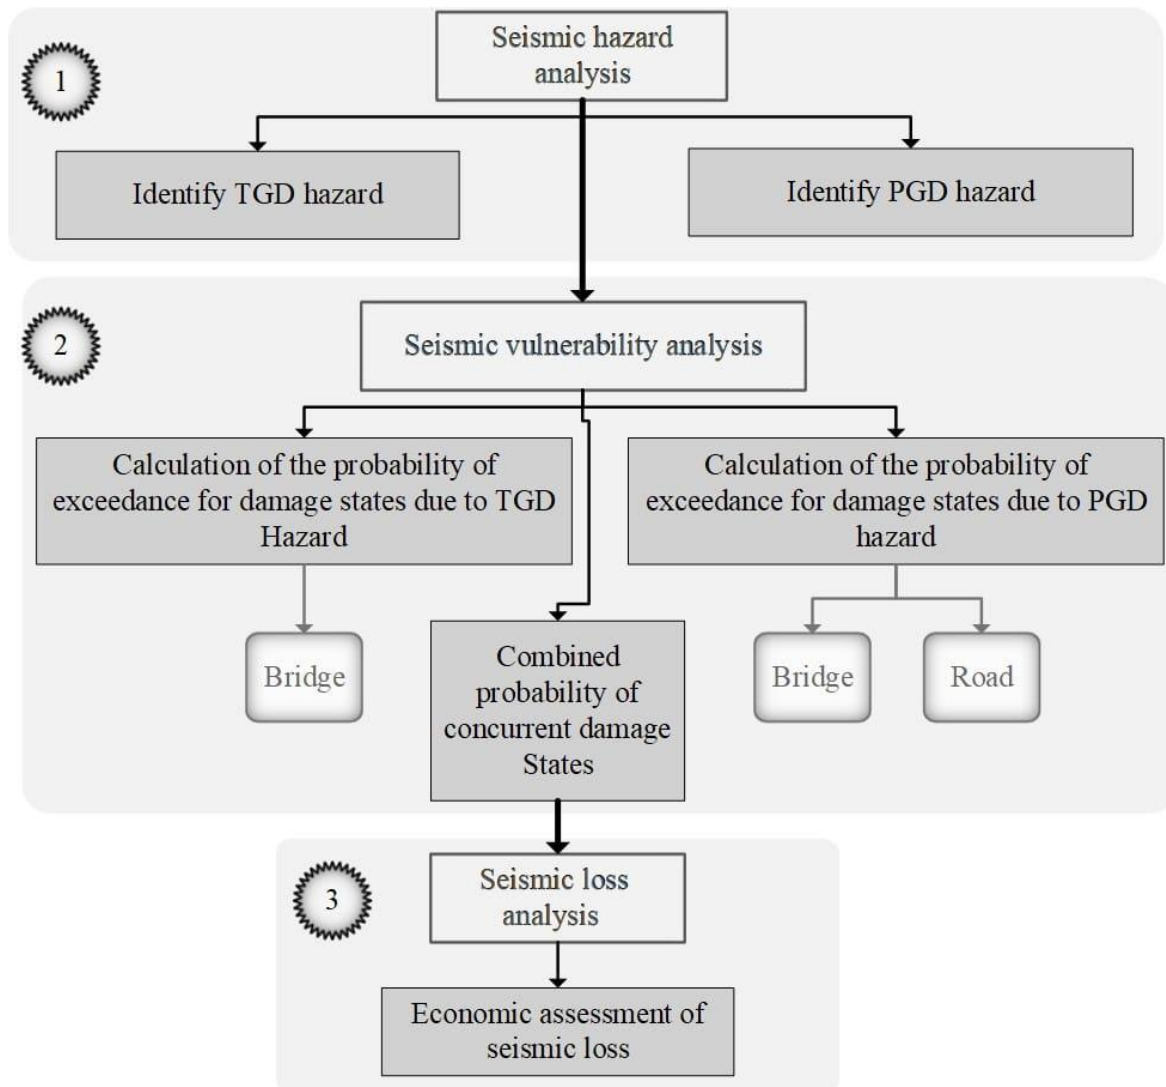 Seismic hazard
analysis
1
Identify TGD hazard
Identify PGD hazard
Seismic vulnerability analysis
2
Calculation of the probability of
exceedance for damage states due to TGD
Hazard
Calculation of the probability of
exceedance for damage states due to PGD
hazard
Bridge
Combined
probability of
concurrent damage
States
Bridge
Road
Seismic loss
analysis
3
Economic assessment of
seismic loss